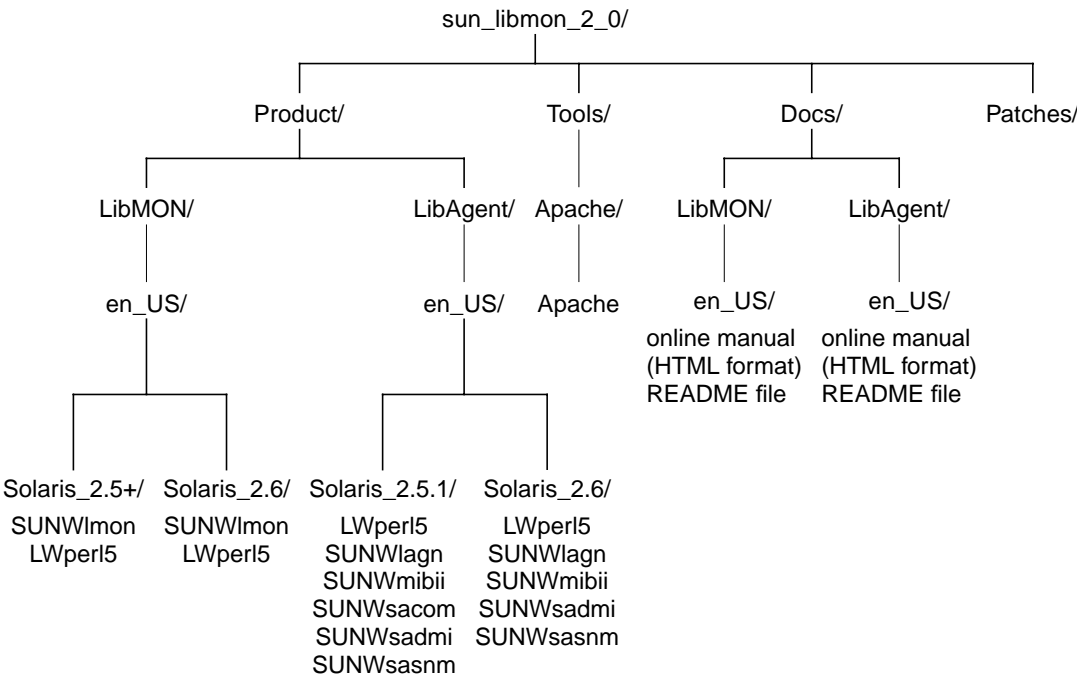 sun_libmon_2_0/
Product/ Tools/ Docs/ Patches/
LibMON/ LibAgent/ Apache/ LibMON/ LibAgent/
en_US/ en_US/ Apache en_US/ en_US/
online manual online manual
(HTML format) (HTML format)
README file README file
Solaris_2.5+/ Solaris_2.6/ Solaris_2.5.1/ Solaris_2.6/
SUNWlmon SUNWlmon LWperl5 LWperl5
LWperl5 LWperl5 SUNWlagn SUNWlagn
SUNWmibii SUNWmibii
SUNWsacom SUNWsadmi
SUNWsadmi SUNWsasnm
SUNWsasnm